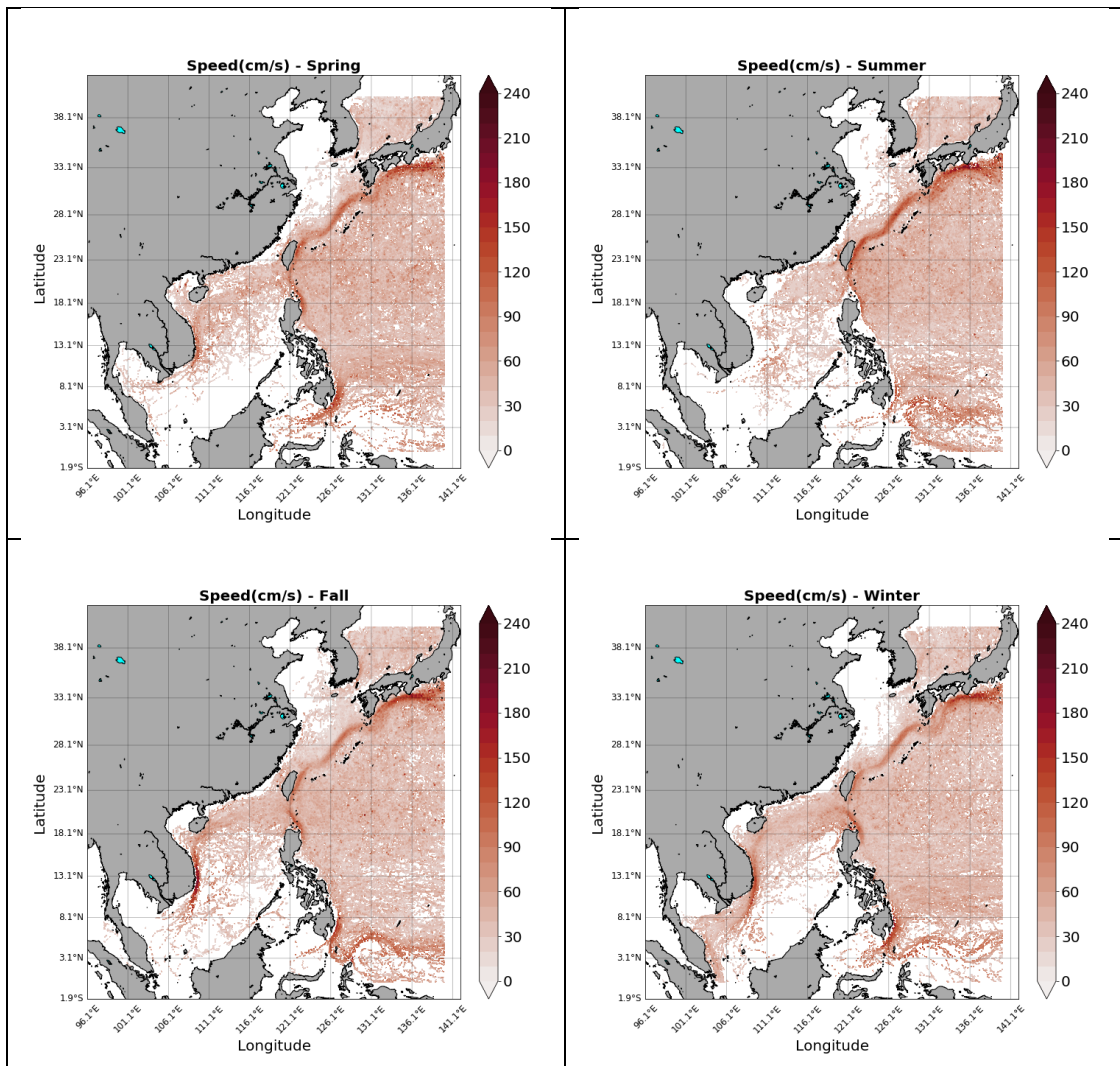 Speed(cm/s) - Spring
Latitude
38.1°N
33.1°N
28.1°N
23.1°N
18.1°N
13.1°N
8.1°N
3.1°N
1.9°S
96.1°E
101.1°E
106.1°E
111.1°E
116.1°E
121.1°E
126.1°E
131.1°E
136.1°E
141.1°E
Longitude
240
210
180
150
120
90
60
30
0
Speed(cm/s) - Summer
Latitude
38.1°N
33.1°N
28.1°N
23.1°N
18.1°N
13.1°N
8.1°N
3.1°N
1.9°S
96.1°E
101.1°E
106.1°E
111.1°E
116.1°E
121.1°E
126.1°E
131.1°E
136.1°E
141.1°E
Longitude
240
210
180
150
120
90
60
30
0
Speed(cm/s) - Fall
Latitude
38.1°N
33.1°N
28.1°N
23.1°N
18.1°N
13.1°N
8.1°N
3.1°N
1.9°S
96.1°E
101.1°E
106.1°E
111.1°E
116.1°E
121.1°E
126.1°E
131.1°E
136.1°E
141.1°E
Longitude
240
210
180
150
120
90
60
30
0
Speed(cm/s) - Winter
Latitude
38.1°N
33.1°N
28.1°N
23.1°N
18.1°N
13.1°N
8.1°N
3.1°N
1.9°S
96.1°E
101.1°E
106.1°E
111.1°E
116.1°E
121.1°E
126.1°E
131.1°E
136.1°E
141.1°E
Longitude
240
210
180
150
120
90
60
30
0